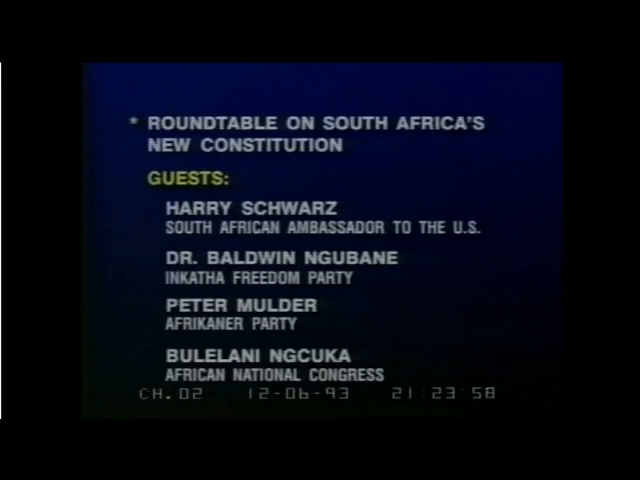 * ROUNDTABLE ON SOUTH AFRICA'S
NEW CONSTITUTION
GUESTS:
HARRY SCHWARZ
SOUTH AFRICAN AMBASSADOR TO THE U.S.
DR. BALDWIN NGUBANE
INKATHA FREEDOM PARTY
PETER MULDER
AFRIKANER PARTY
BULELANI NGCUKA
AFRICAN NATIONAL CONGRESS
CH. 02 12-06-93 21:23:58